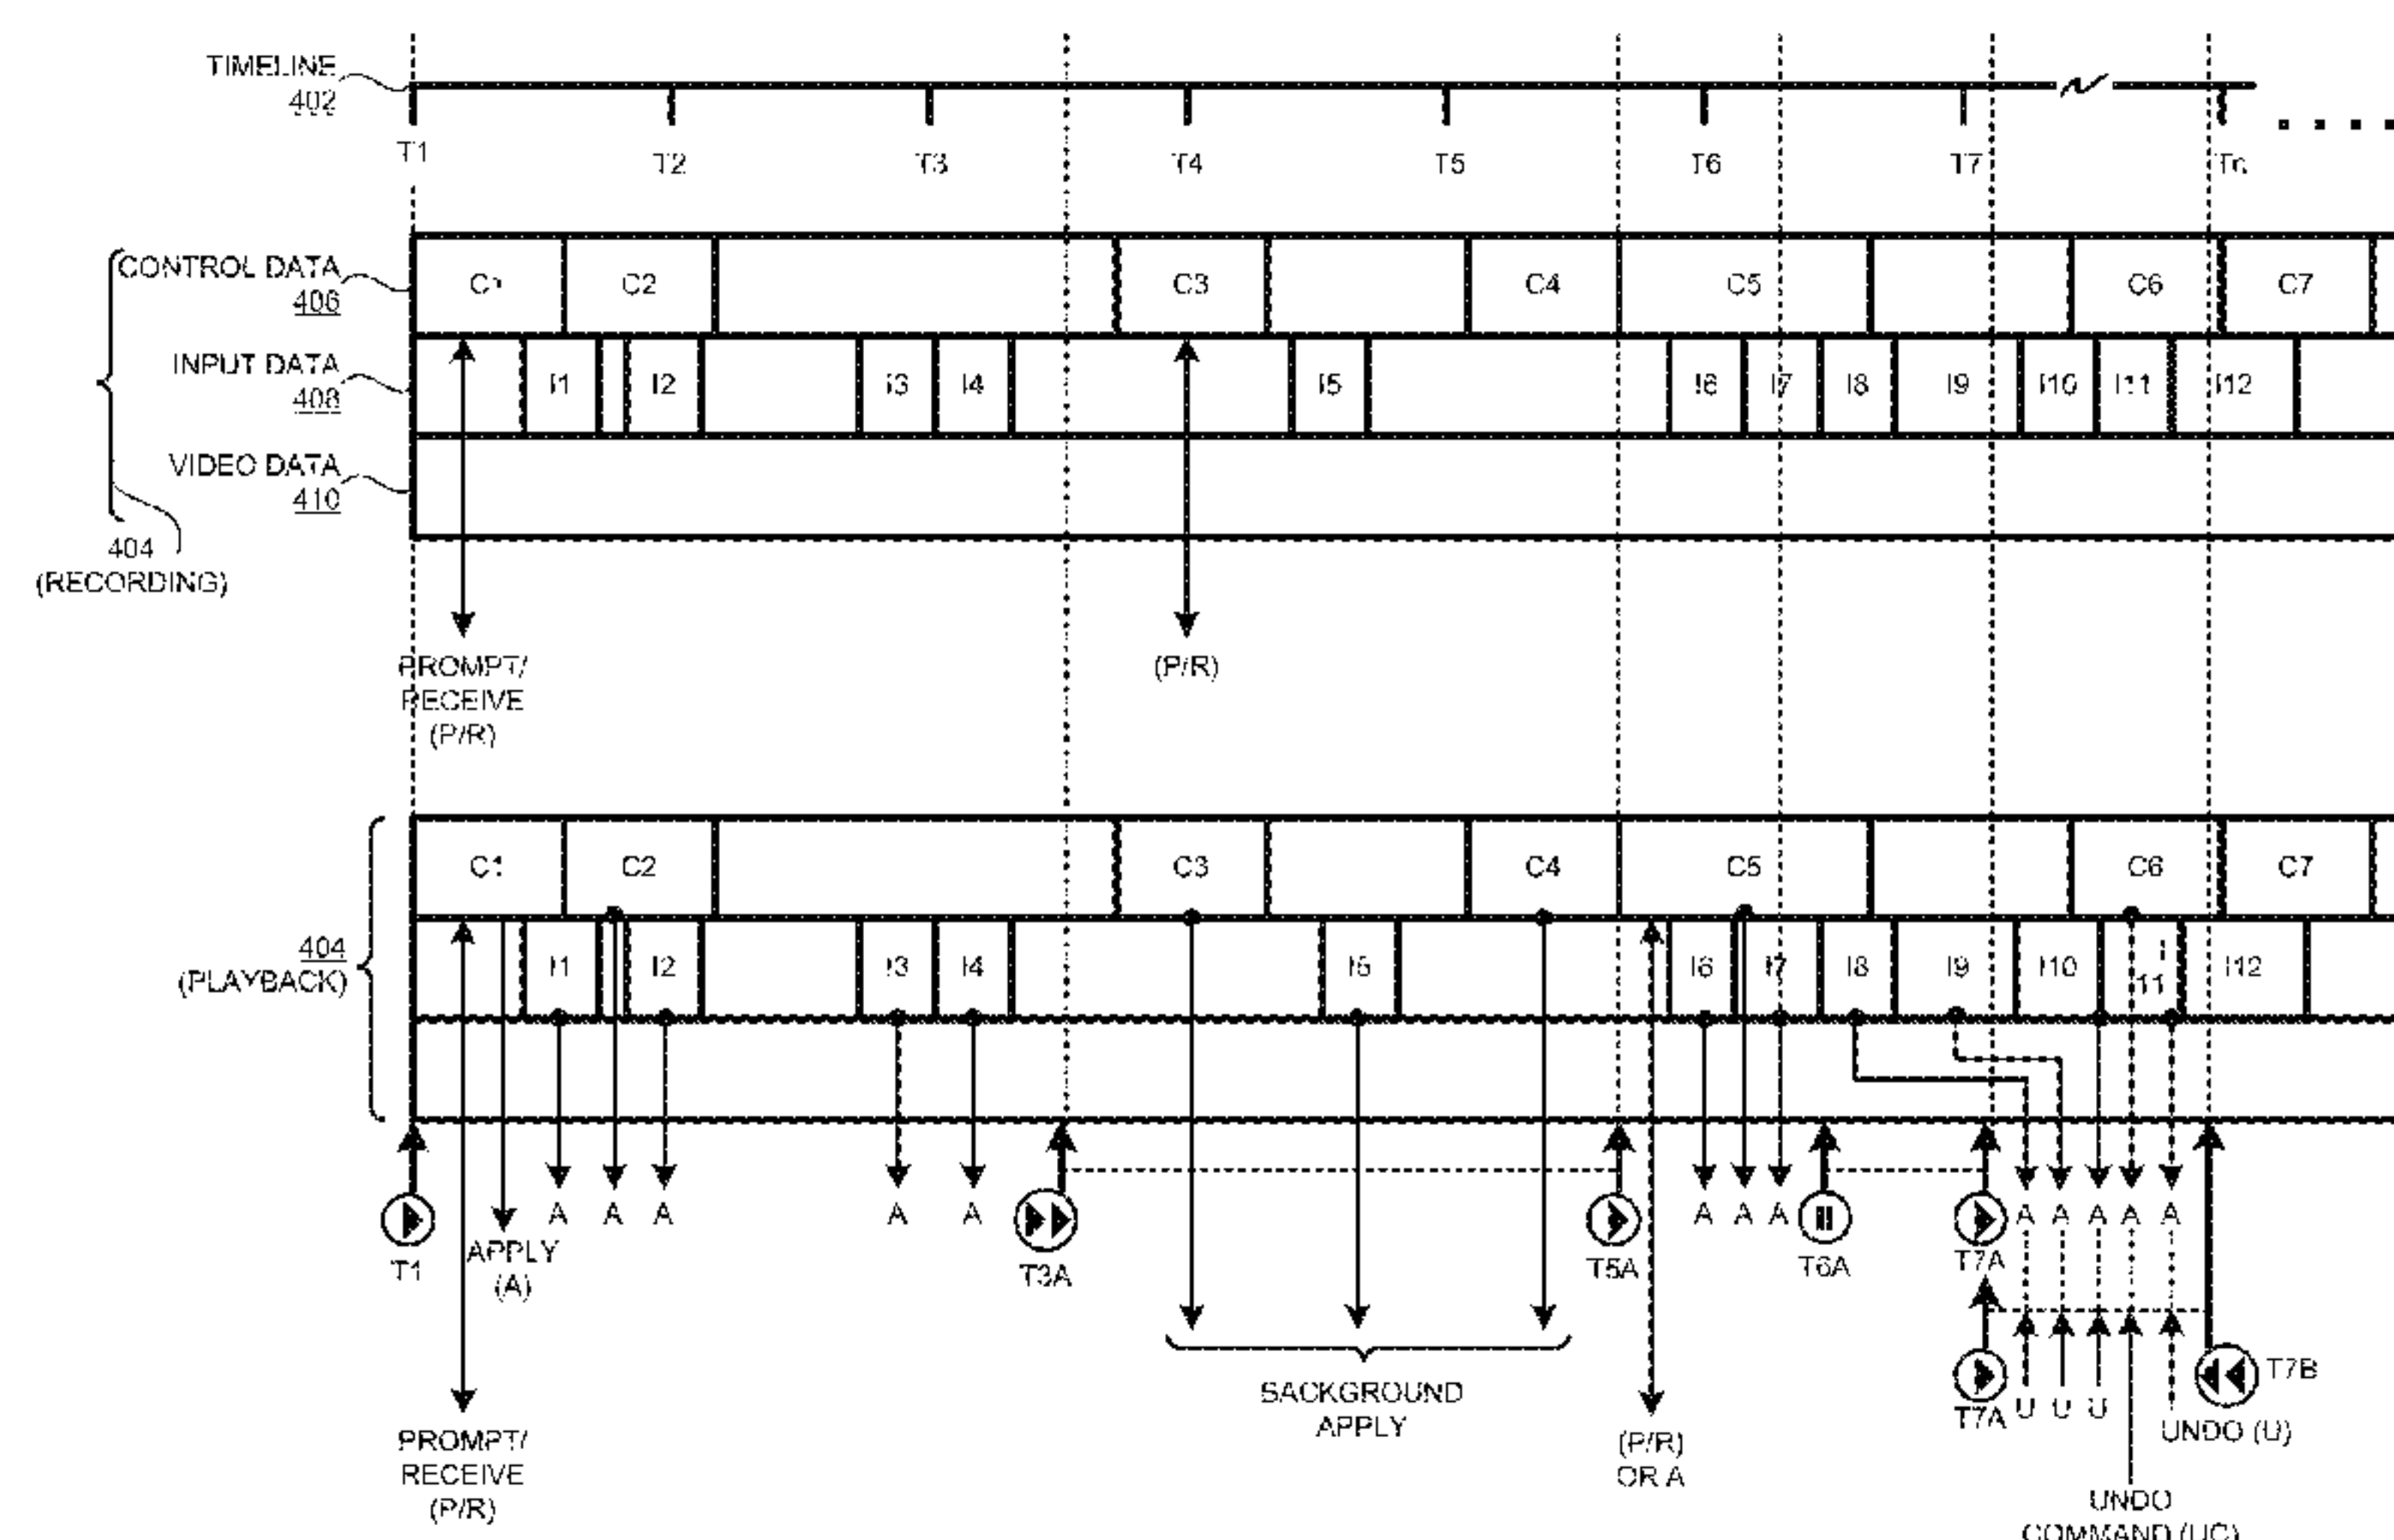 TIMELINE
402
T1 T2 T3 T4 T5 T6 T7 Tn
CONTROL DATA
406
C1 C2 C3 C4 C5 C6 C7
INPUT DATA
408
I1 I2 I3 I4 I5 I6 I7 I8 I9 I10 I11 I12
VIDEO DATA
410
404
(RECORDING)
PROMPT/
RECEIVE
(P/R)
(P/R)
C1 C2 C3 C4 C5 C6 C7
404
(PLAYBACK)
I1 I2 I3 I4 I5 I6 I7 I8 I9 I10 I11 I12
A A A A A A A A A A A A A
T1
APPLY
(A)
T3A T5A T6A T7A
BACKGROUND
APPLY
T7A
U U U
T7B
UNDO (U)
PROMPT/
RECEIVE
(P/R)
(P/R)
OR A
UNDO
COMMAND (UC)